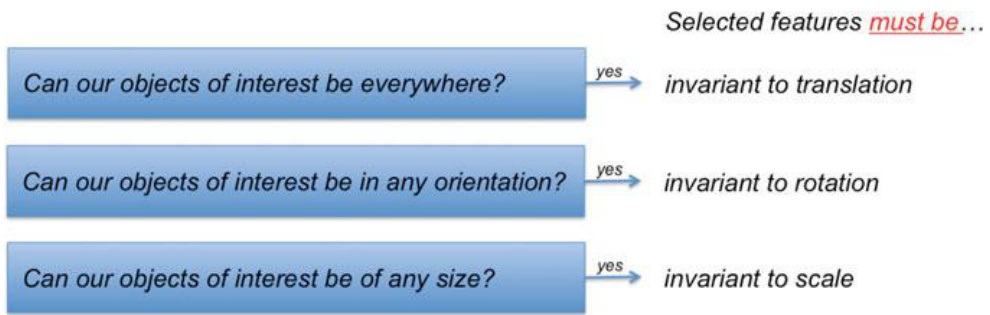 Selected features must be...
Can our objects of interest be everywhere?
yes
invariant to translation
Can our objects of interest be in any orientation?
yes
invariant to rotation
Can our objects of interest be of any size?
yes
invariant to scale